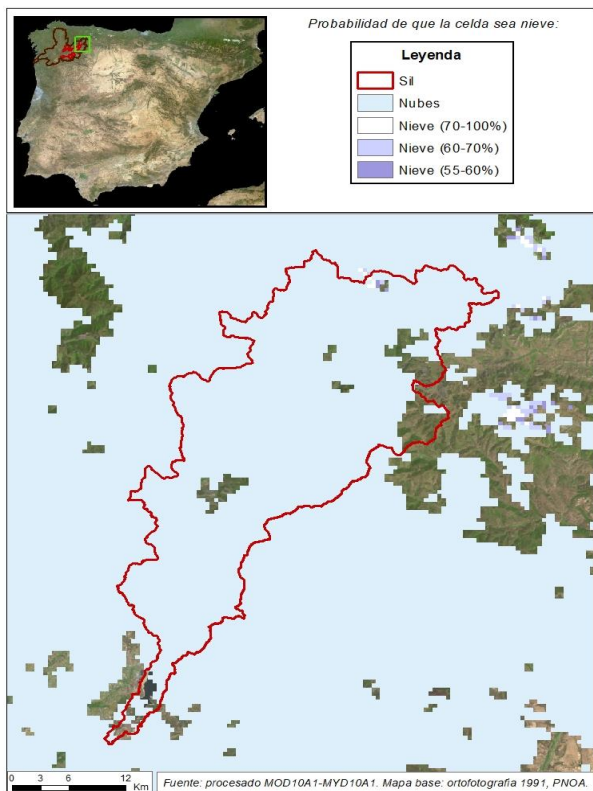 Probabilidad de que la celda sea nieve:
Leyenda
Sil
Nubes
Nieve (70-100%)
Nieve (60-70%)
Nieve (55-60%)
0 3 6 12
Km
Fuente: procesado MOD10A1-MYD10A1. Mapa base: ortofotografia 1991, PNOA.